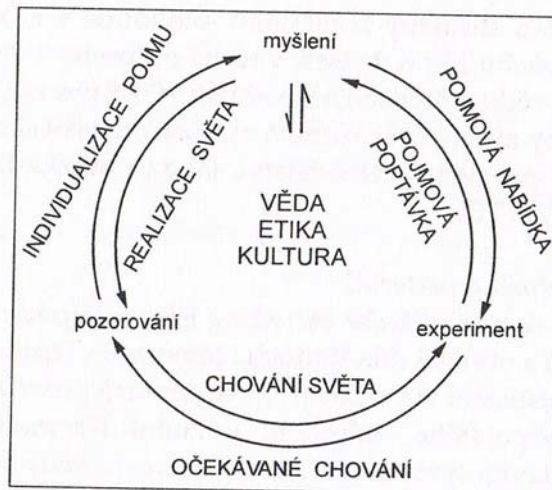 myšlení
INDIVIDUALIZACE POJMU
REALIZACE SVĚTA
POJMOVÁ NABÍDKA
POJMOVÁ
POPTÁVKA
VĚDA
ETIKA
KULTURA
pozorování
experiment
CHOVÁNÍ SVĚTA
OČEKÁVANÉ CHOVÁNÍ